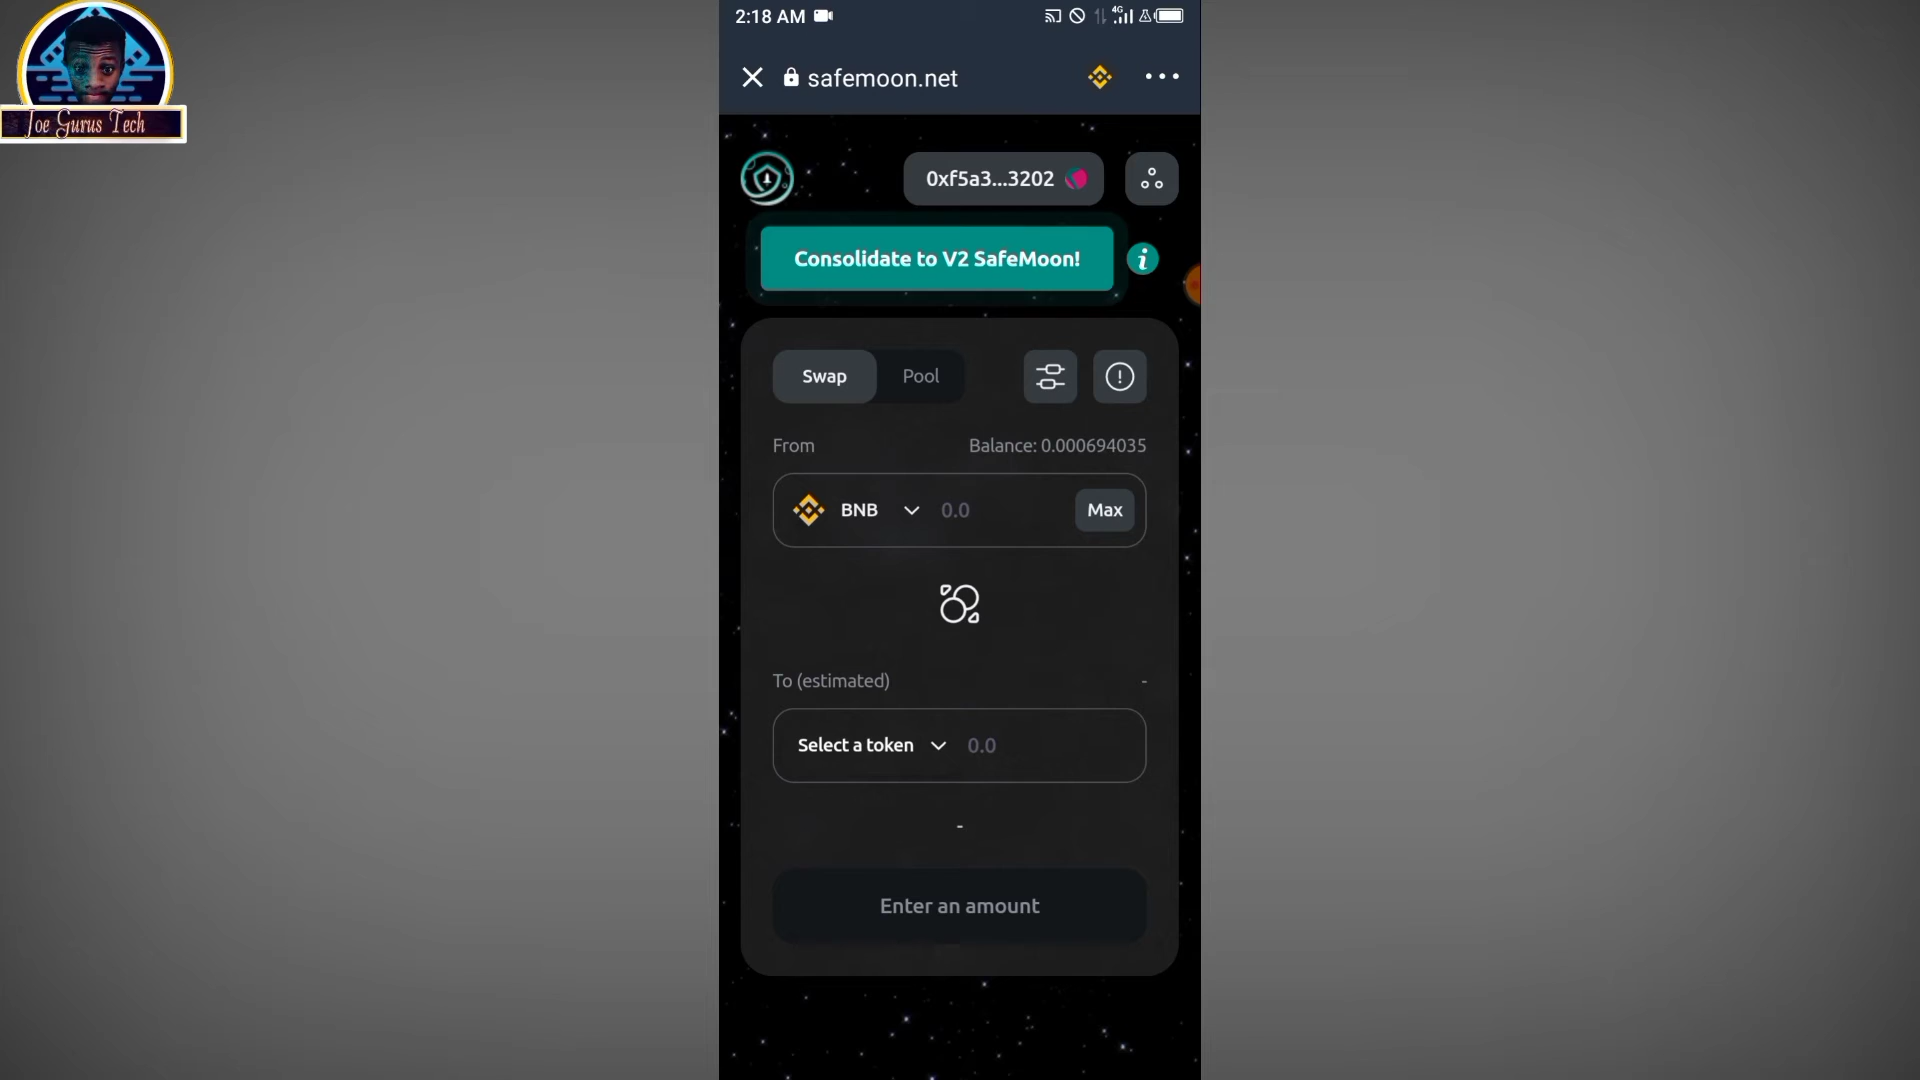 Joe Gurus Tech
2:18 AM
4G
safemoon.net
0xf5a3...3202
Consolidate to V2 SafeMoon!
i
Swap Pool
From Balance: 0.000694035
BNB 0.0 Max
To (estimated) -
Select a token 0.0
-
Enter an amount